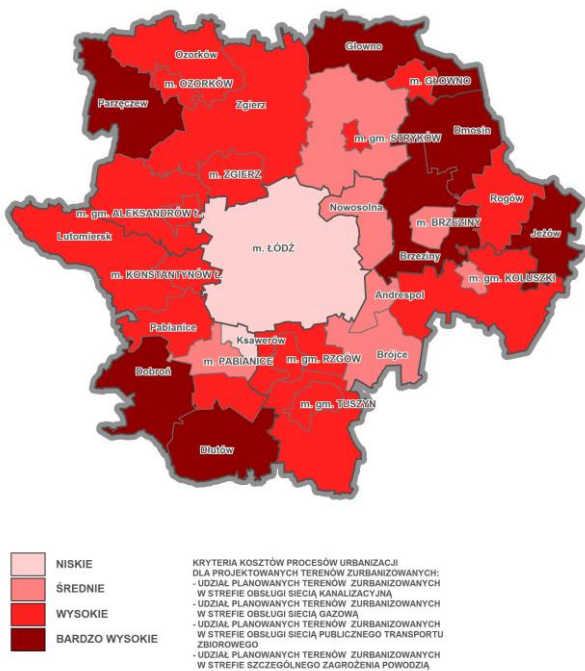 Ozorków
Głowno
m. OZORKÓW
m. GŁOWNO
Parzęczew
Zgierz
Dmosin
m. gm. STRYKÓW
m. ZGIERZ
Rogów
m. gm. ALEKSANDRÓW Ł.
Nowosolna
m. BRZEZINY
Jeżów
Lutomiersk
m. ŁÓDŹ
Brzeziny
m. KONSTANTYNÓW Ł.
m. gm. KOLUSZKI
Andrespol
Pabianice
Ksawerów
m. PABIANICE
m. gm. RZGÓW
Brójce
Dobroń
m. gm. TUSZYN
Dłutów
NISKIE
ŚREDNIE
WYSOKIE
BARDZO WYSOKIE
KRYTERIA KOSZTÓW PROCESÓW URBANIZACJI
DLA PROJEKTOWANYCH TERENÓW ZURBANIZOWANYCH:
- UDZIAŁ PLANOWANYCH TERENÓW ZURBANIZOWANYCH
W STREFIE OBSŁUGI SIECIĄ KANALIZACYJNĄ
- UDZIAŁ PLANOWANYCH TERENÓW ZURBANIZOWANYCH
W STREFIE OBSŁUGI SIECIĄ GAZOWĄ
- UDZIAŁ PLANOWANYCH TERENÓW ZURBANIZOWANYCH
W STREFIE OBSŁUGI SIECIĄ PUBLICZNEGO TRANSPORTU
ZBIOROWEGO
- UDZIAŁ PLANOWANYCH TERENÓW ZURBANIZOWANYCH
W STREFIE SZCZEGÓLNEGO ZAGROŻENIA POWODZIĄ